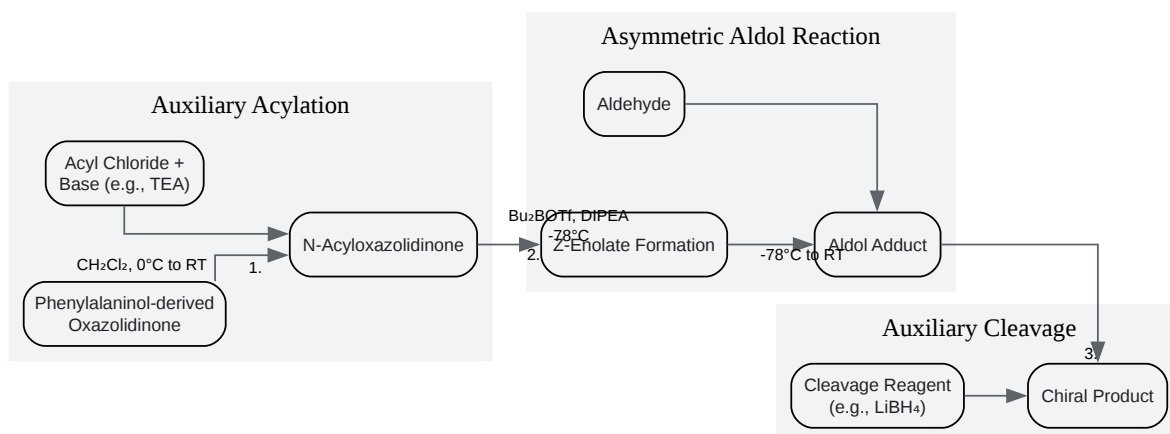 Asymmetric Aldol Reaction
Aldehyde
Auxiliary Acylation
Acyl Chloride +
Base (e.g., TEA)
N-Acyloxazolidinone
Bu₂BOTf, DIPEA
-78°C
2.
Z-Enolate Formation
-78°C to RT
Aldol Adduct
CH₂Cl₂, 0°C to RT
1.
Phenylalaninol-derived
Oxazolidinone
Auxiliary Cleavage
3.
Cleavage Reagent
(e.g., LiBH₄)
Chiral Product